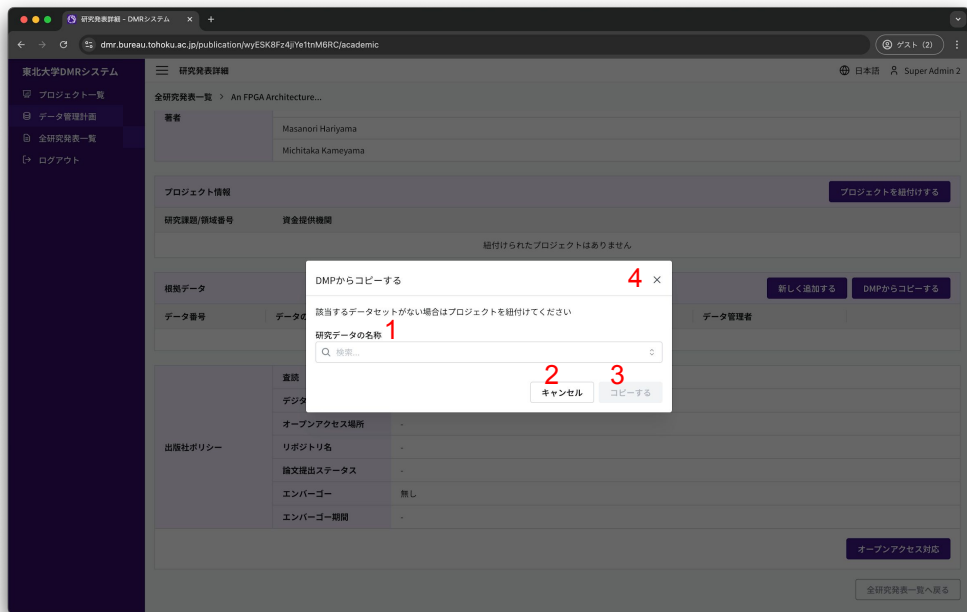 研究発表詳細 - DMRシステム
dmr.bureau.tohoku.ac.jp/publication/wyESK8Fz4jiYe1tnM6RC/academic
ゲスト (2)
東北大学DMRシステム
プロジェクト一覧
データ管理計画
全研究発表一覧
ログアウト
研究発表詳細
日本語 Super Admin 2
全研究発表一覧 > An FPGA Architecture...
著者
Masanori Hariyama
Michitaka Kameyama
プロジェクト情報
プロジェクトを紐付けする
研究課題/領域番号 資金提供機関
紐付けられたプロジェクトはありません
根拠データ
新しく追加する DMPからコピーする
データ番号 データの データ管理者
DMPからコピーする 4
該当するデータセットがない場合はプロジェクトを紐付けてください
研究データの名称 1
検索...
2 3
キャンセル コピーする
出版社ポリシー
査読
デジタ
オープンアクセス場所 -
リポジトリ名 -
論文提出ステータス -
エンバーゴー 無し
エンバーゴー期間 -
オープンアクセス対応
全研究発表一覧へ戻る